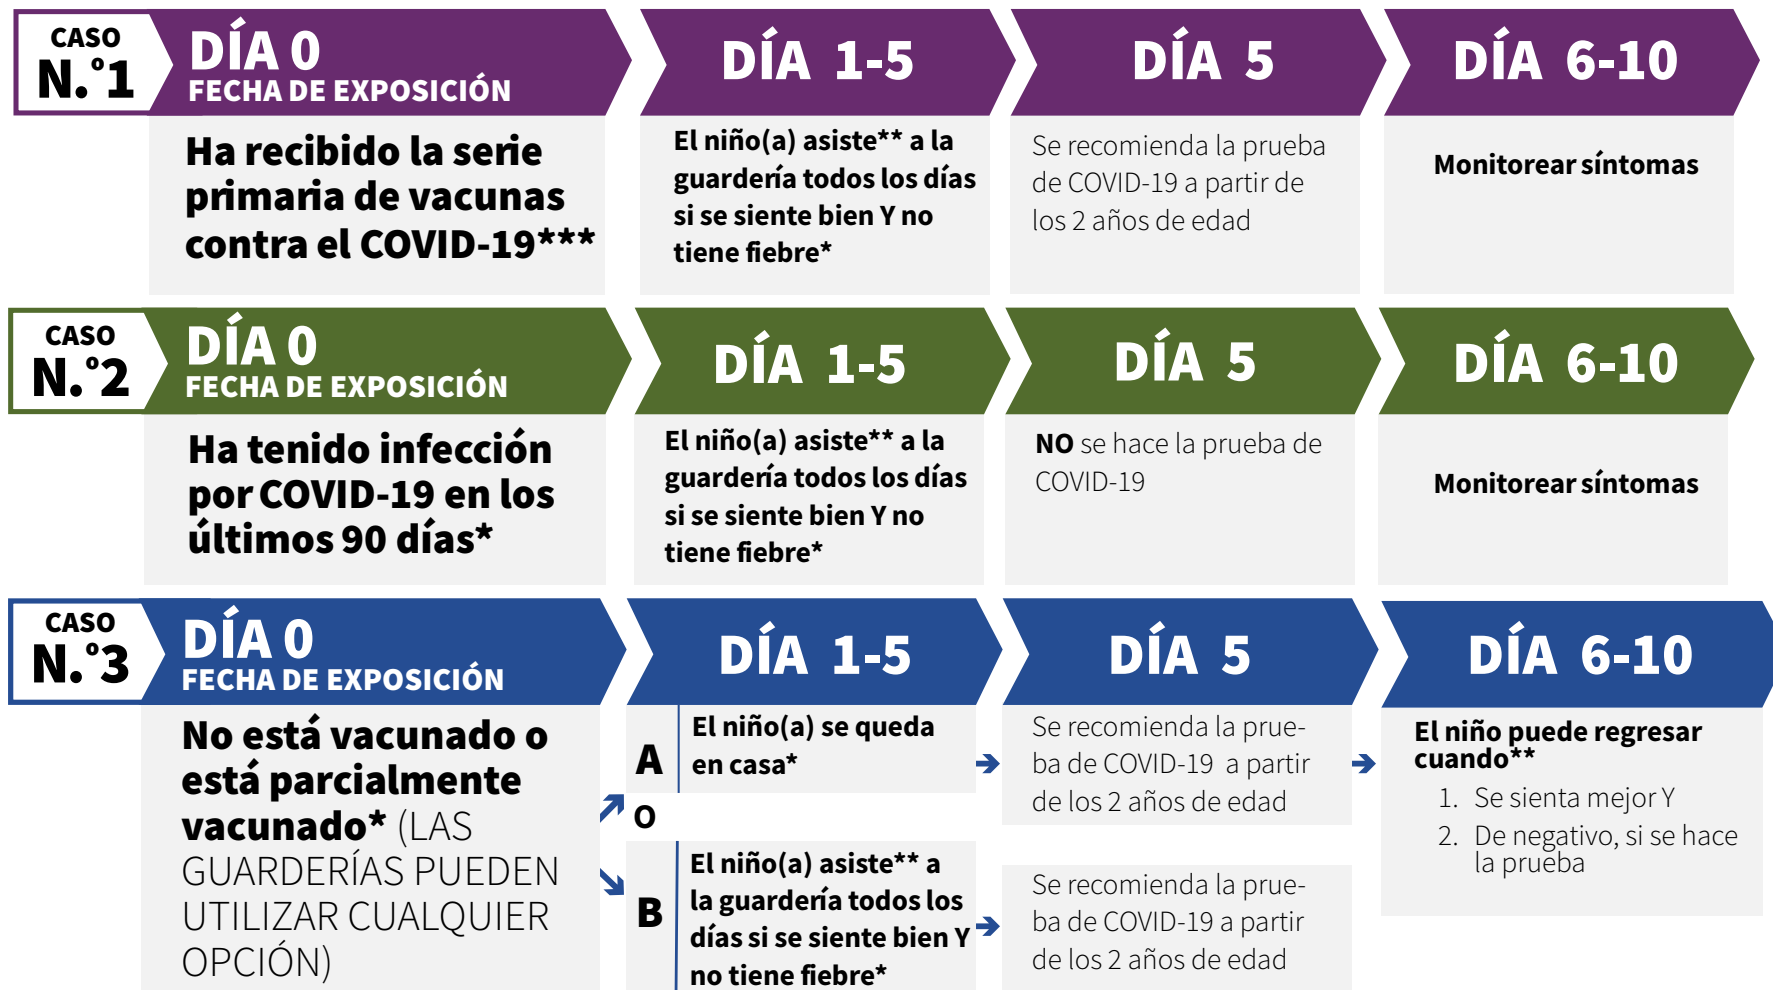 CASO
N.º1
DÍA 0
FECHA DE EXPOSICIÓN
DÍA 1-5
DÍA 5
DÍA 6-10
Ha recibido la serie
primaria de vacunas
contra el COVID-19***
El niño(a) asiste** a la
guardería todos los días
si se siente bien Y no
tiene fiebre*
Se recomienda la prueba
de COVID-19 a partir de
los 2 años de edad
Monitorear síntomas
CASO
N.º2
DÍA 0
FECHA DE EXPOSICIÓN
DÍA 1-5
DÍA 5
DÍA 6-10
Ha tenido infección
por COVID-19 en los
últimos 90 días*
El niño(a) asiste** a la
guardería todos los días
si se siente bien Y no
tiene fiebre*
NO se hace la prueba de
COVID-19
Monitorear síntomas
CASO
N.º3
DÍA 0
FECHA DE EXPOSICIÓN
DÍA 1-5
DÍA 5
DÍA 6-10
No está vacunado o
está parcialmente
vacunado* (LAS
GUARDERÍAS PUEDEN
UTILIZAR CUALQUIER
OPCIÓN)
A
El niño(a) se queda
en casa*
Se recomienda la prue-
ba de COVID-19 a partir
de los 2 años de edad
El niño puede regresar
cuando**
1. Se sienta mejor Y
2. De negativo, si se hace
la prueba
O
B
El niño(a) asiste** a
la guardería todos los
días si se siente bien Y
no tiene fiebre*
Se recomienda la prue-
ba de COVID-19 a partir
de los 2 años de edad